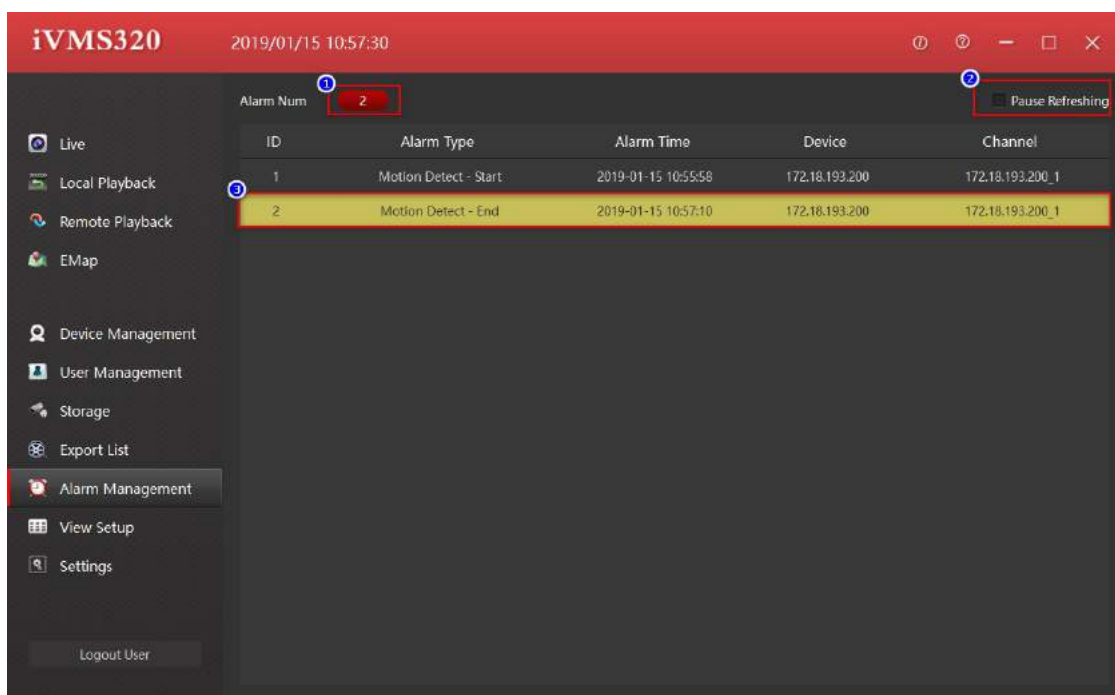 iVMS320 2019/01/15 10:57:30
1 2
Alarm Num 2 Pause Refreshing
ID Alarm Type Alarm Time Device Channel
1 Motion Detect - Start 2019-01-15 10:55:58 172.18.193.200 172.18.193.200_1
3
2 Motion Detect - End 2019-01-15 10:57:10 172.18.193.200 172.18.193.200_1
Live
Local Playback
Remote Playback
EMap
Device Management
User Management
Storage
Export List
Alarm Management
View Setup
Settings
Logout User